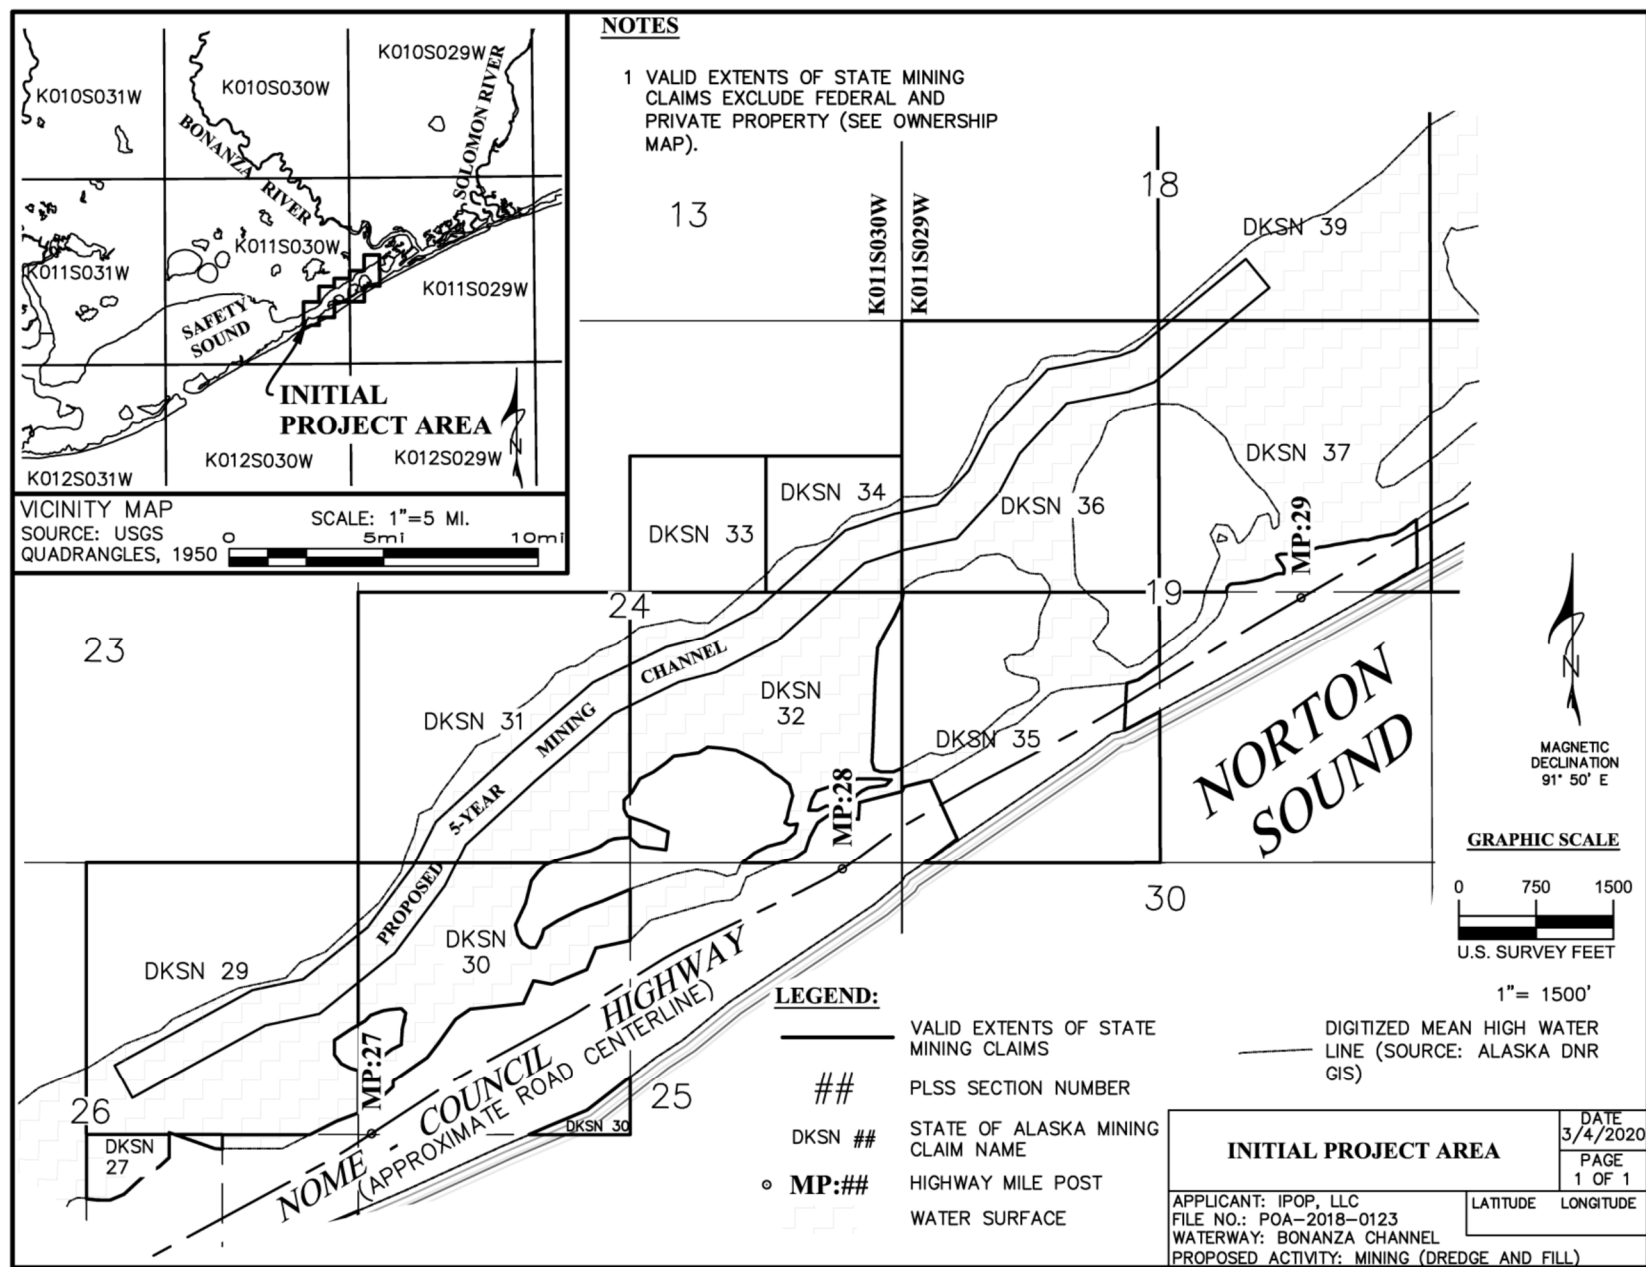 K010S031W
K010S030W
K010S029W
BONANZA RIVER
SOLOMON RIVER
K011S031W
K011S030W
K011S029W
SAFETY
SOUND
INITIAL
PROJECT AREA
N
K012S031W
K012S030W
K012S029W
VICINITY MAP
SOURCE: USGS
QUADRANGLES, 1950
SCALE: 1"=5 MI.
0 5mi 10mi
NOTES
1 VALID EXTENTS OF STATE MINING
CLAIMS EXCLUDE FEDERAL AND
PRIVATE PROPERTY (SEE OWNERSHIP
MAP).
13
K011S030W
K011S029W
18
DKSN 39
DKSN 34
DKSN 33
DKSN 36
DKSN 37
MP:29
24
19
23
DKSN 31
CHANNEL
MINING
5-YEAR
PROPOSED
DKSN
32
DKSN 35
MP:28
NORTON
SOUND
N
MAGNETIC
DECLINATION
91° 50' E
GRAPHIC SCALE
0 750 1500
U.S. SURVEY FEET
1"= 1500'
30
DKSN 29
DKSN
30
MP:27
26
25
DKSN
27
DKSN 30
NOME - COUNCIL HIGHWAY
(APPROXIMATE ROAD CENTERLINE)
LEGEND:
VALID EXTENTS OF STATE
MINING CLAIMS
## PLSS SECTION NUMBER
DKSN ## STATE OF ALASKA MINING
CLAIM NAME
MP:## HIGHWAY MILE POST
WATER SURFACE
DIGITIZED MEAN HIGH WATER
LINE (SOURCE: ALASKA DNR
GIS)
INITIAL PROJECT AREA
DATE
3/4/2020
PAGE
1 OF 1
APPLICANT: IPOP, LLC
FILE NO.: POA-2018-0123
WATERWAY: BONANZA CHANNEL
PROPOSED ACTIVITY: MINING (DREDGE AND FILL)
LATITUDE LONGITUDE